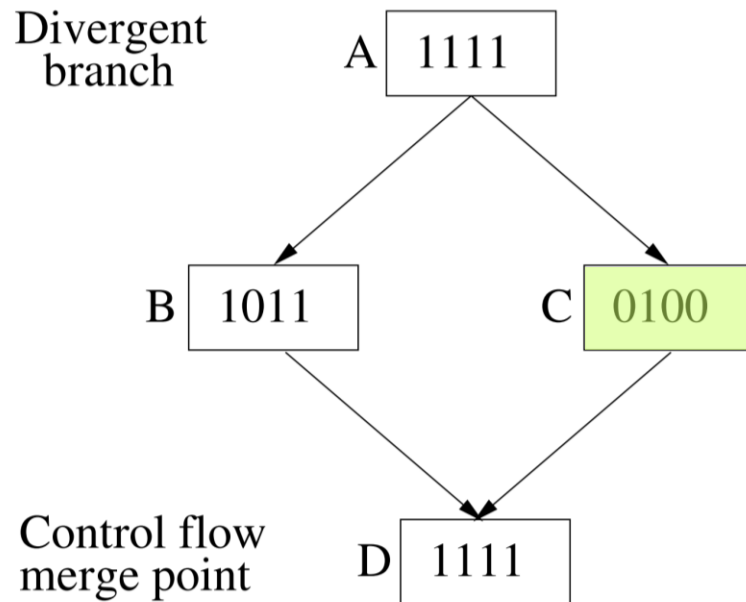 Divergent
branch
A 1111
B 1011
C 0100
Control flow
merge point
D 1111